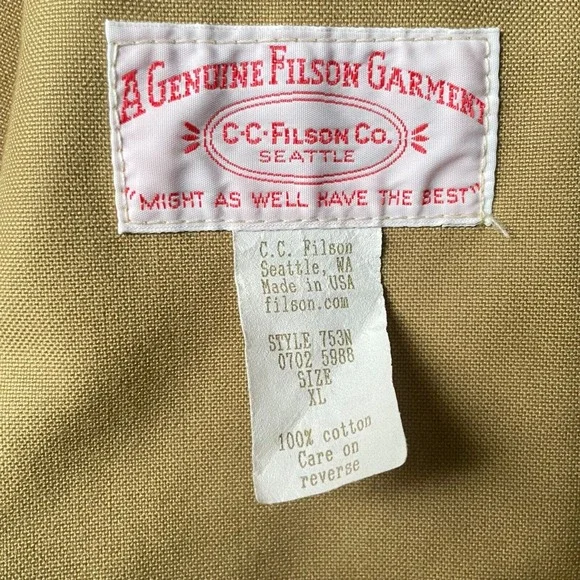 A GENUINE FILSON GARMENT
C·C·FILSON CO.
SEATTLE
"MIGHT AS WELL HAVE THE BEST"
C.C. Filson
Seattle, WA
Made in USA
filson.com
STYLE 753N
0702 5988
SIZE
XL
100% cotton
Care on
reverse